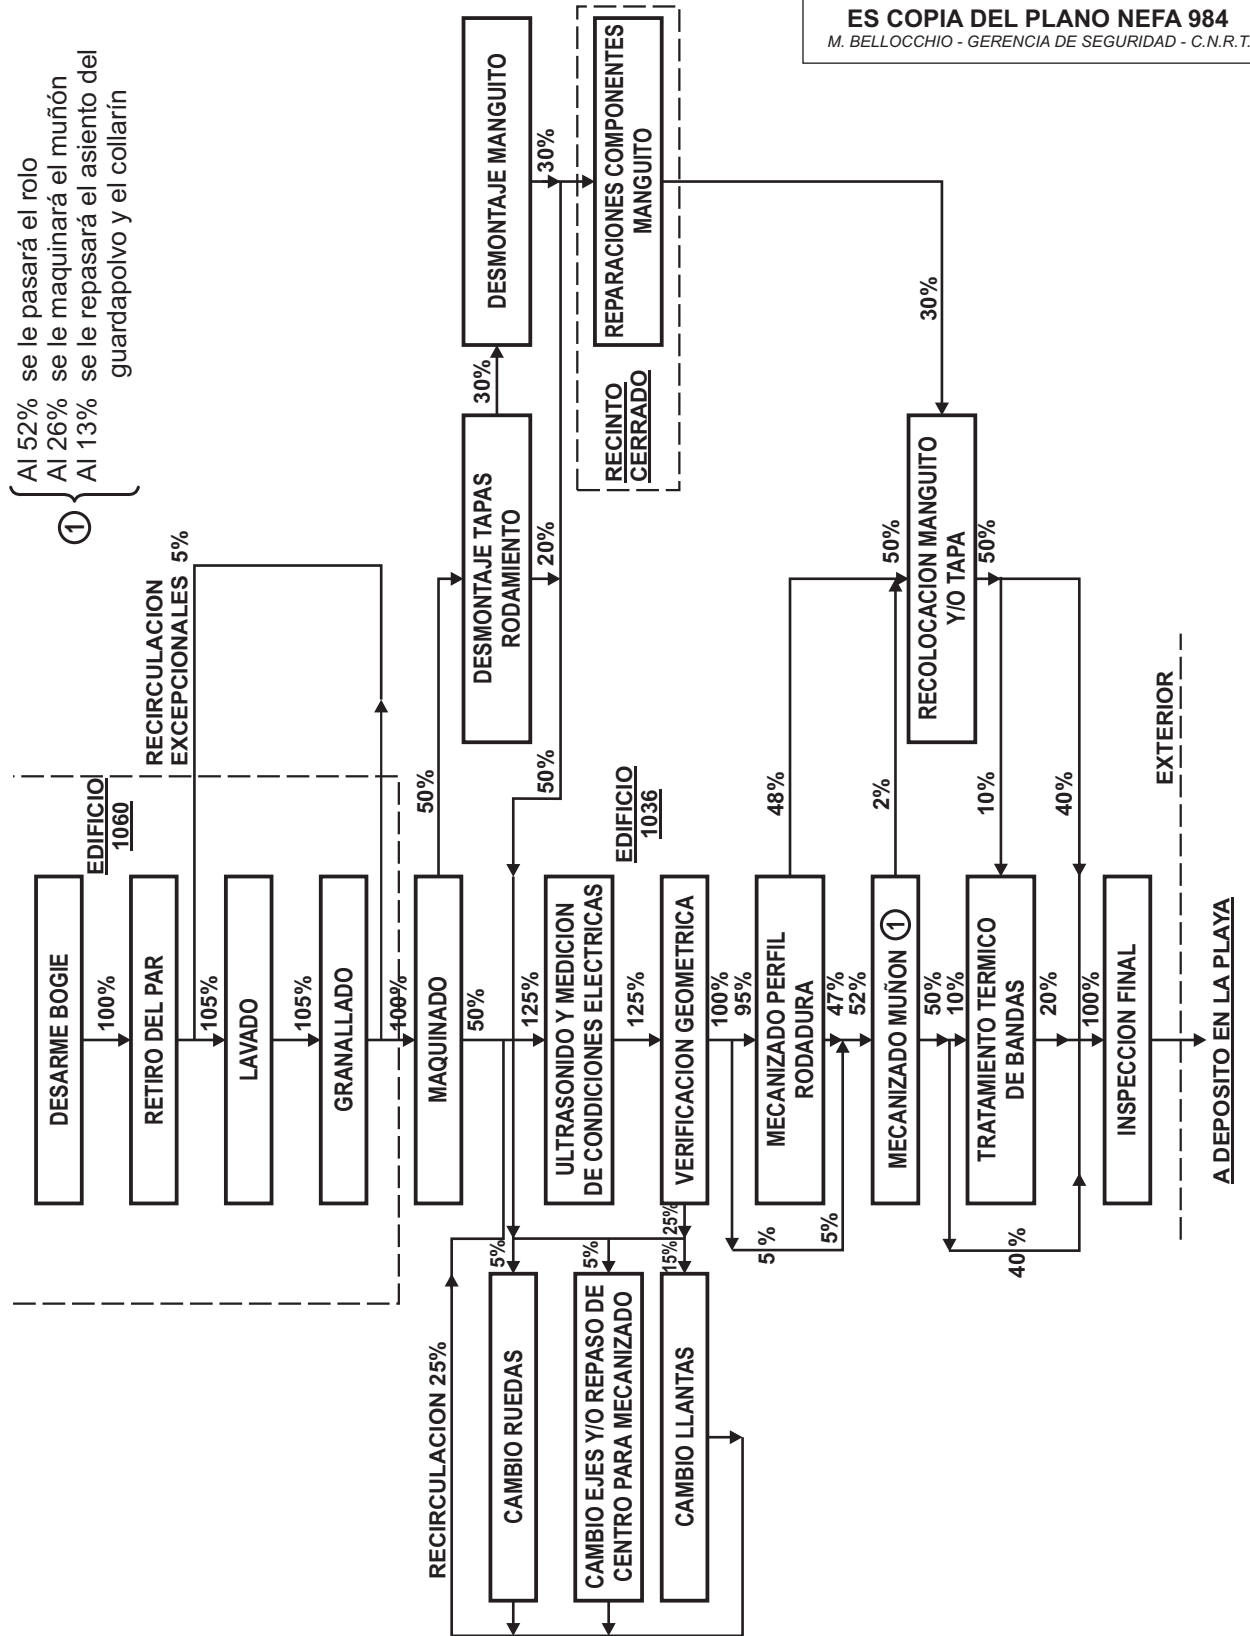 ES COPIA DEL PLANO NEFA 984
M. BELLOCCHIO - GERENCIA DE SEGURIDAD - C.N.R.T.
1
Al 52% se le pasará el rolo
Al 26% se le maquinará el muñón
Al 13% se le repasará el asiento del
guardapolvo y el collarín
EDIFICIO
1060
DESARME BOGIE
100%
RETIRO DEL PAR
105%
RECIRCULACION
EXCEPCIONALES 5%
LAVADO
105%
GRANALLADO
100%
MAQUINADO
50%
50%
DESMONTAJE TAPAS
RODAMIENTO
30%
20%
DESMONTAJE MANGUITO
30%
50%
RECINTO
CERRADO
REPARACIONES COMPONENTES
MANGUITO
30%
RECIRCULACION 25%
125%
ULTRASONIDO Y MEDICION
DE CONDICIONES ELECTRICAS
EDIFICIO
1036
125%
VERIFICACION GEOMETRICA
25%
5%
CAMBIO RUEDAS
5%
CAMBIO EJES Y/O REPASO DE
CENTRO PARA MECANIZADO
15%
CAMBIO LLANTAS
100%
95%
5 %
5%
MECANIZADO PERFIL
RODADURA
48%
47%
52%
MECANIZADO MUÑON 1
2%
50%
RECOLOCACION MANGUITO
Y/O TAPA
50%
50%
10%
10%
40%
40 %
TRATAMIENTO TERMICO
DE BANDAS
20%
100%
INSPECCION FINAL
EXTERIOR
A DEPOSITO EN LA PLAYA